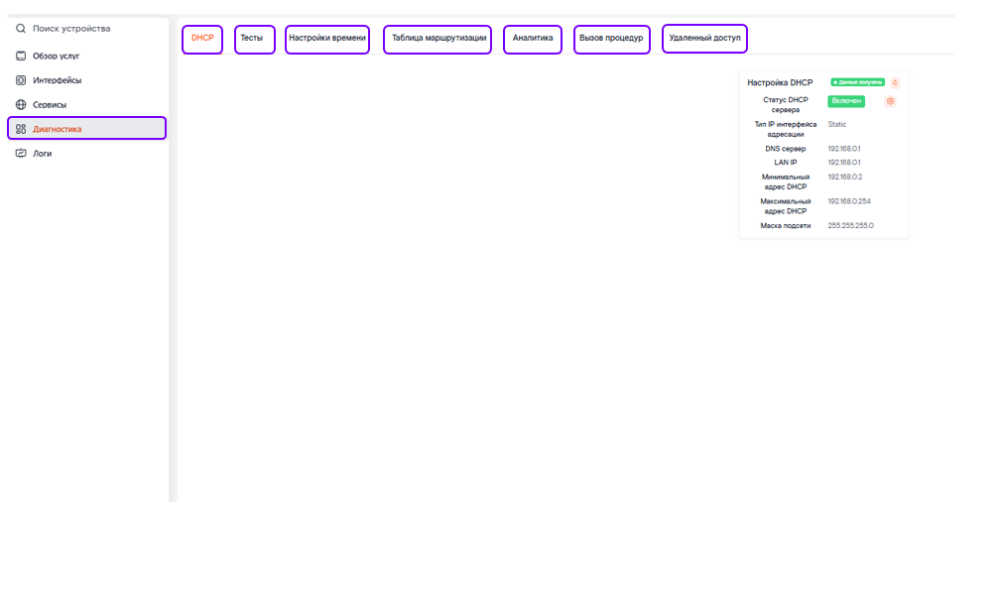 Поиск устройства
Обзор услуг
Интерфейсы
Сервисы
Диагностика
Логи
DHCP
Тесты
Настройки времени
Таблица маршрутизации
Аналитика
Вызов процедур
Удаленный доступ
Настройка DHCP
Данные получены
Статус DHCP
сервера
Включен
Тип IP интерфейса
адресации
Static
DNS сервер
192.168.0.1
LAN IP
192.168.0.1
Минимальный
адрес DHCP
192.168.0.2
Максимальный
адрес DHCP
192.168.0.254
Маска подсети
255.255.255.0